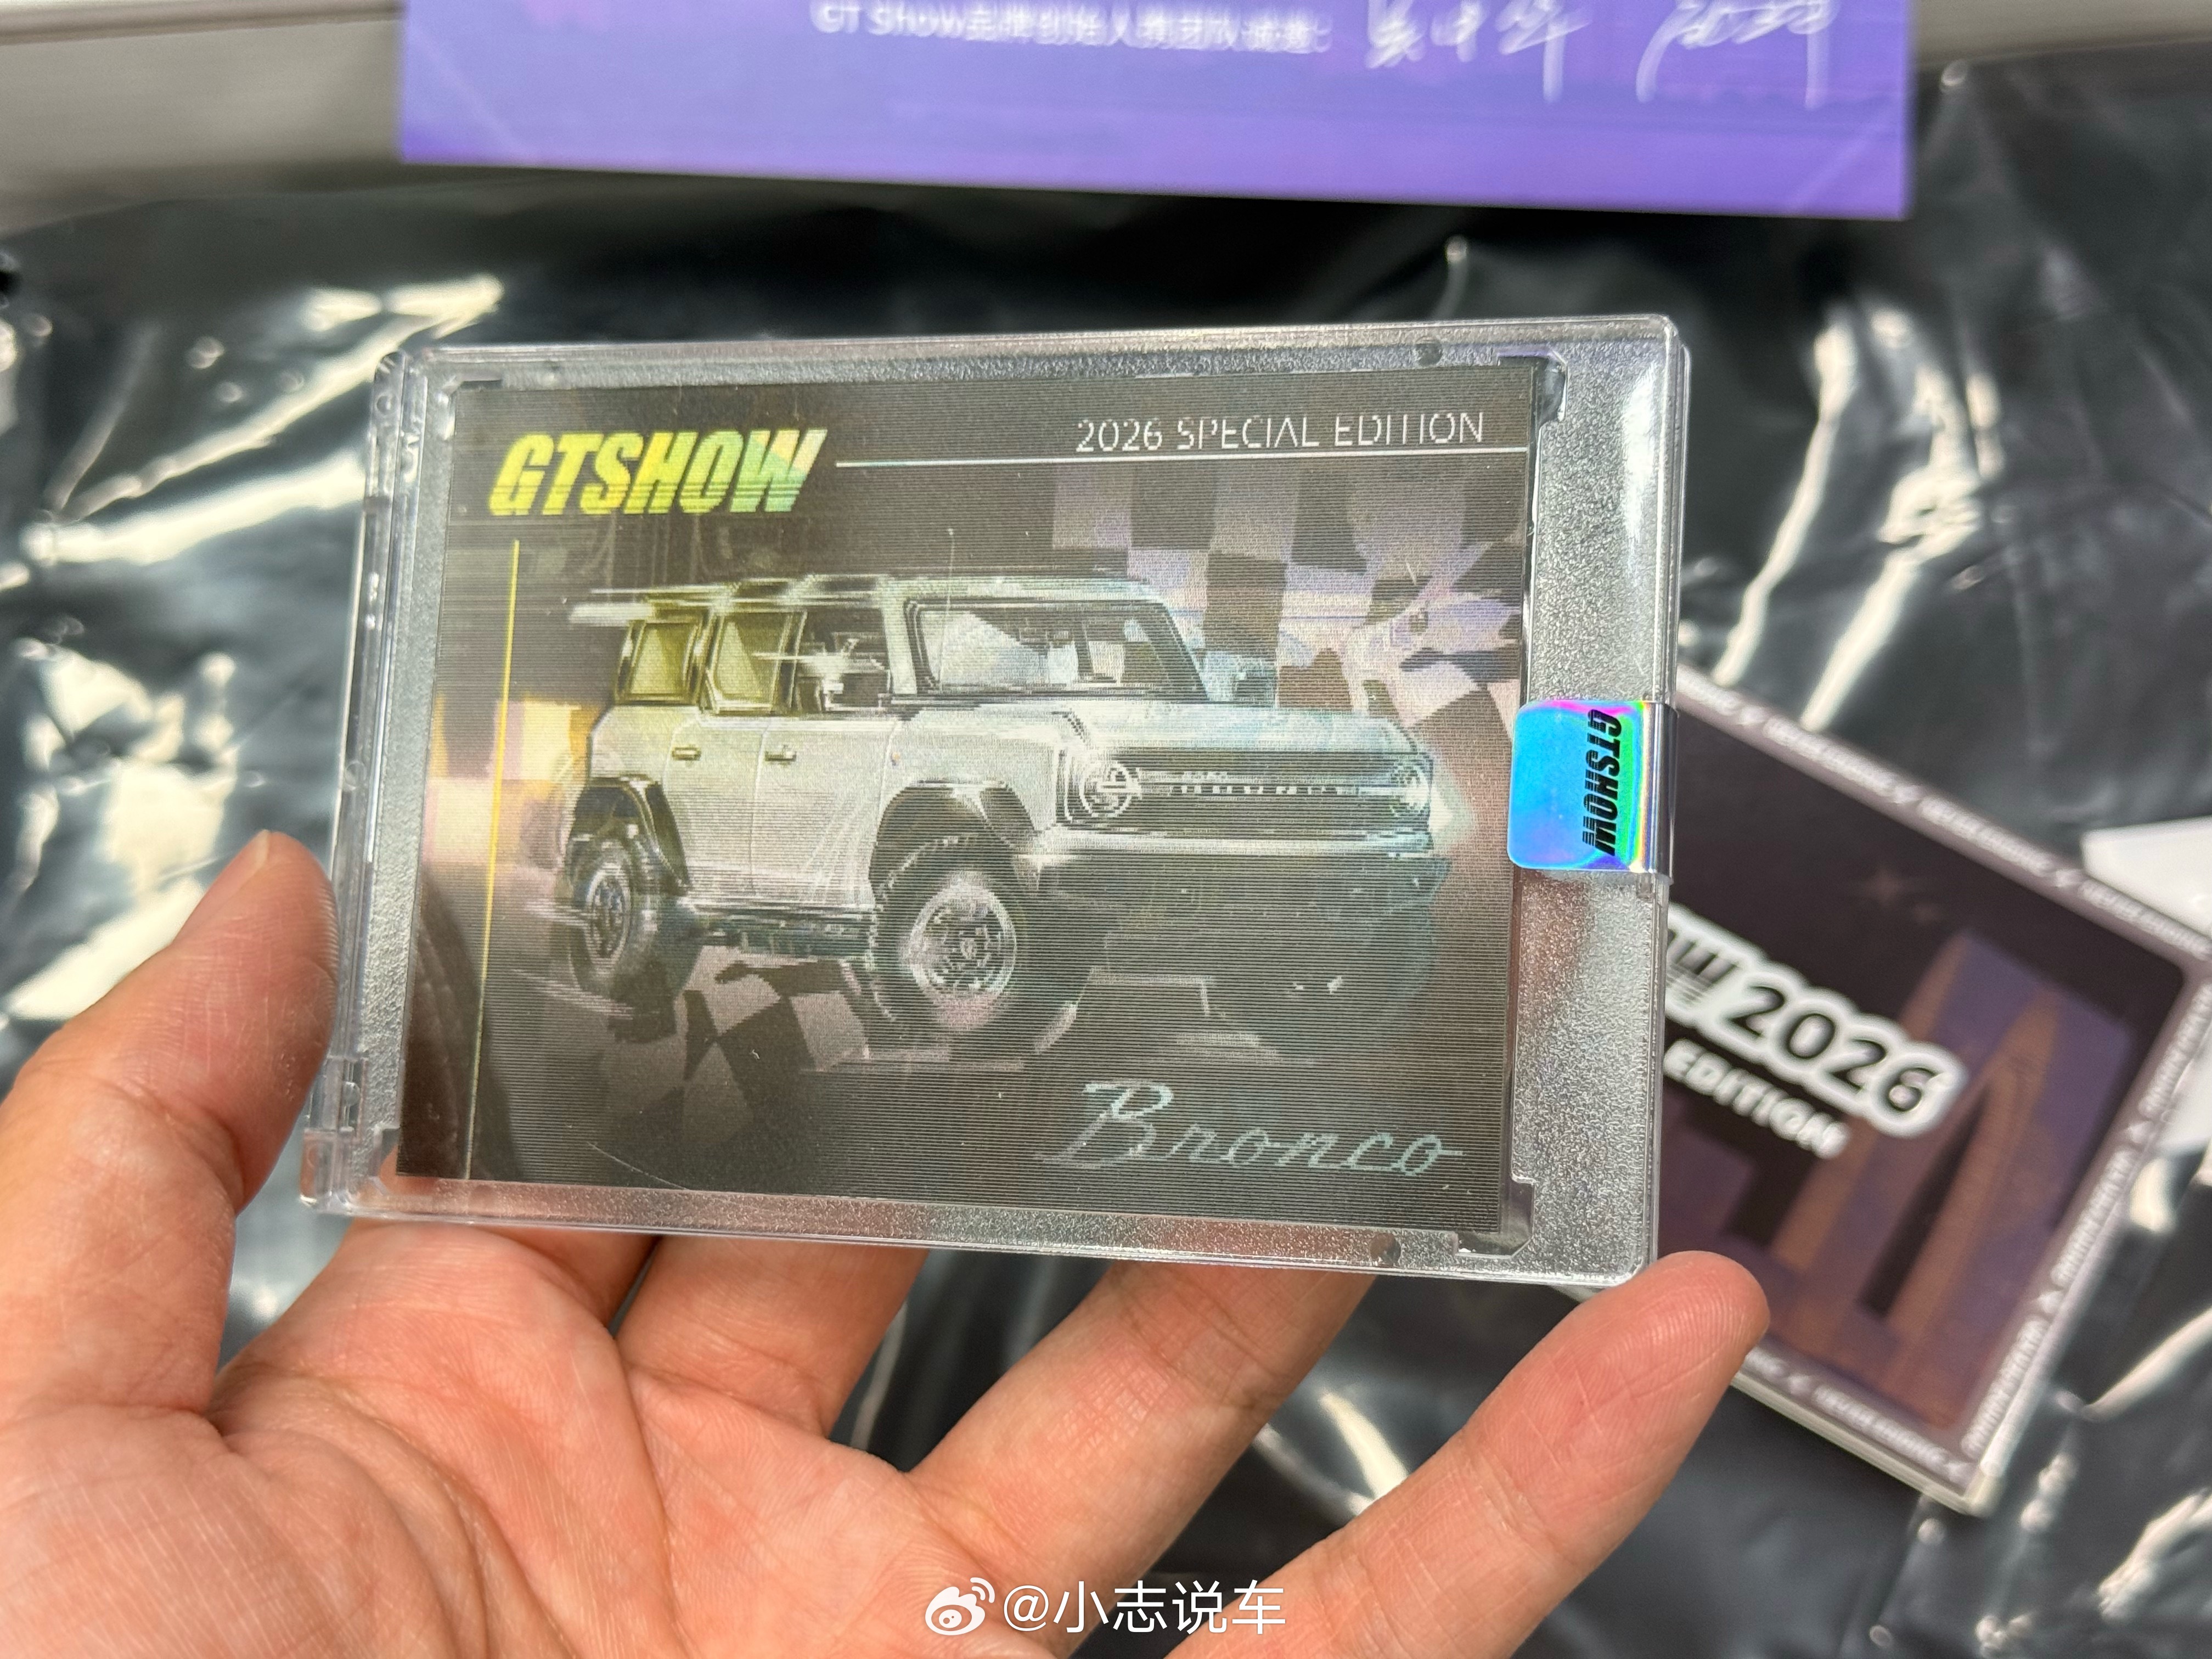 GT Show品牌创始人携团队诚邀:
GTSHOW
2026 SPECIAL EDITION
GTSHOW
Bronco
2026
EDITION
@小志说车